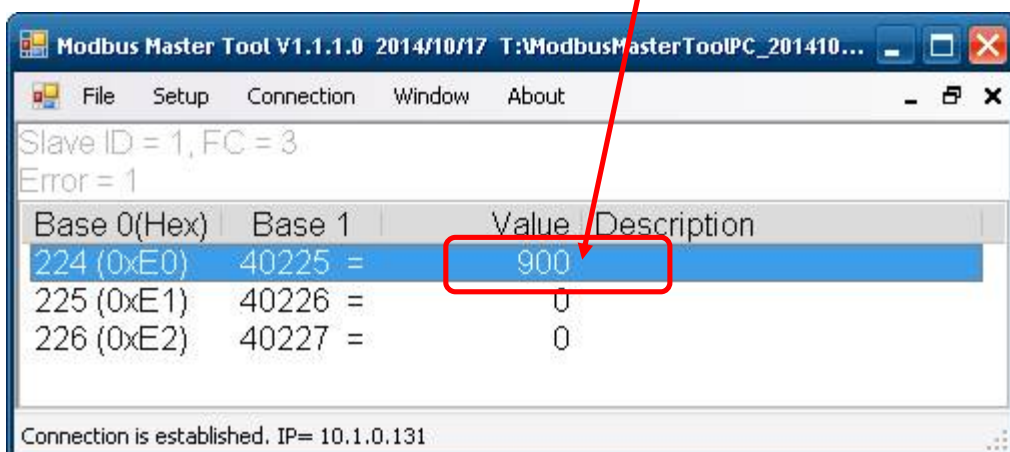 Modbus Master Tool V1.1.1.0 2014/10/17 T:\ModbusMasterToolPC_201410...
File Setup Connection Window About
Slave ID = 1, FC = 3
Error = 1
Base 0(Hex) Base 1 Value Description
224 (0xE0) 40225 = 900
225 (0xE1) 40226 = 0
226 (0xE2) 40227 = 0
Connection is established. IP= 10.1.0.131